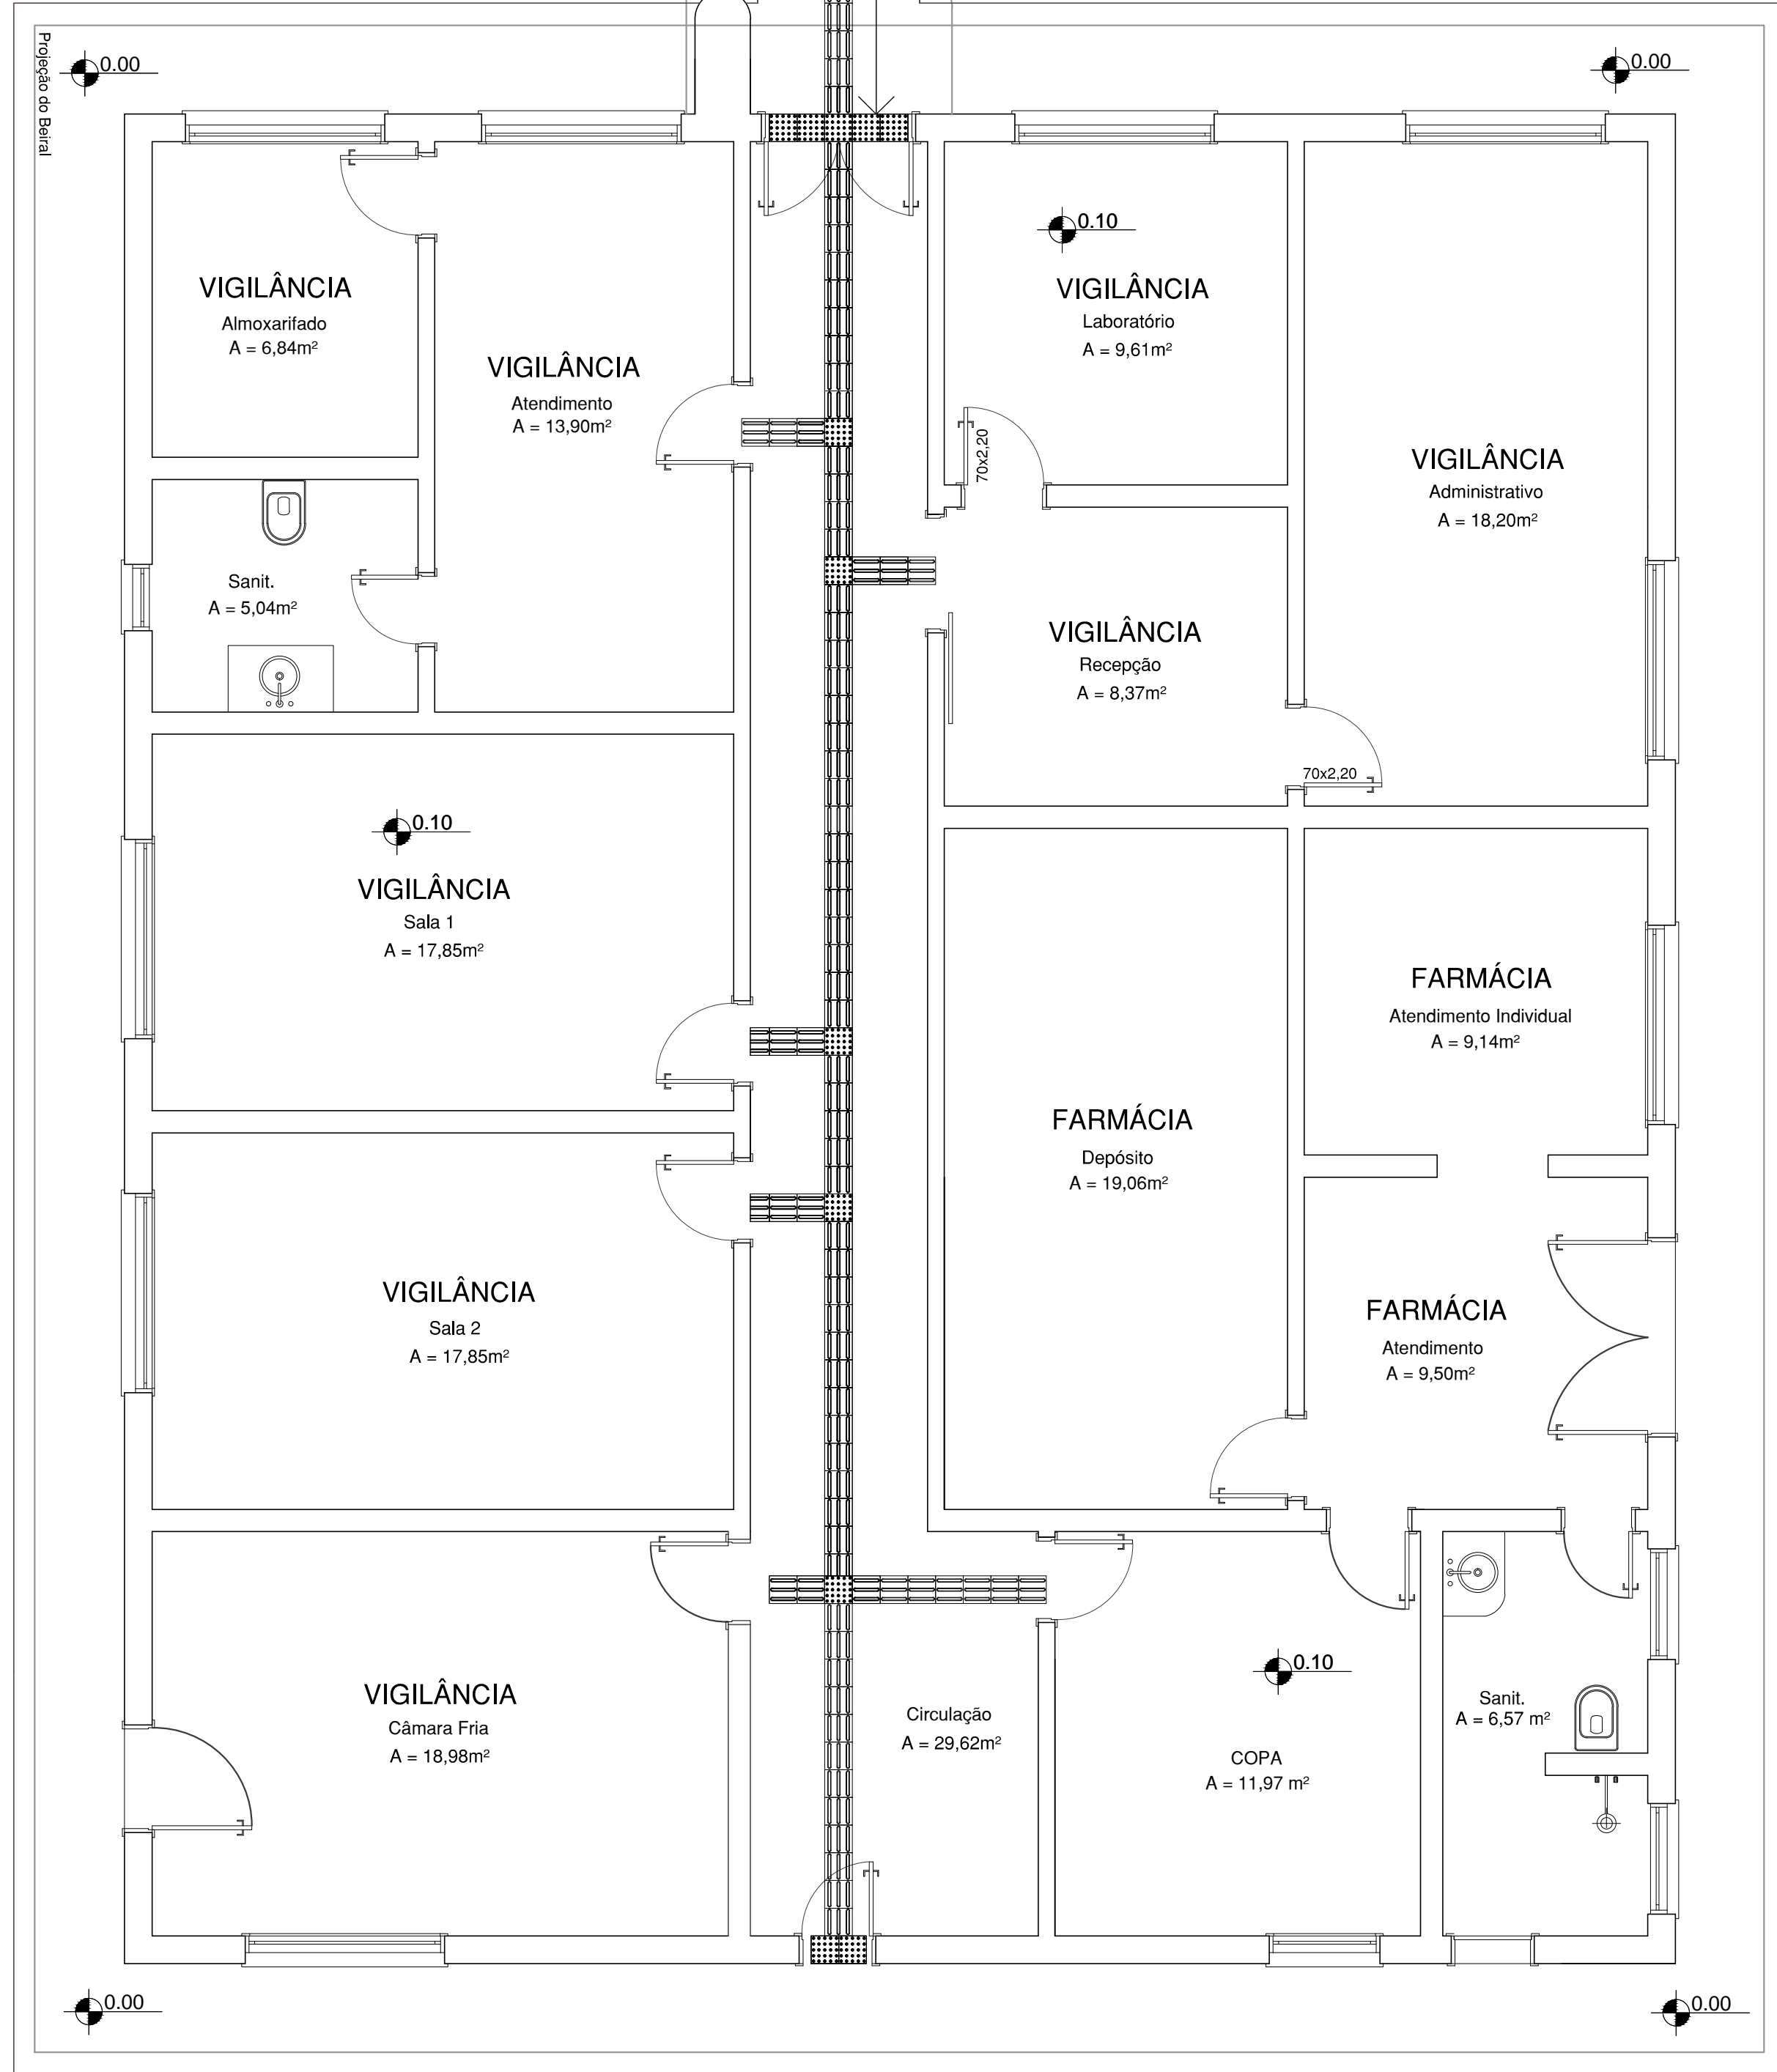 Projeção do Beiral
0.00
0.00
VIGILÂNCIA
Almoxarifado
A = 6,84m²
VIGILÂNCIA
Atendimento
A = 13,90m²
0.10
VIGILÂNCIA
Laboratório
A = 9,61m²
70x2,20
VIGILÂNCIA
Administrativo
A = 18,20m²
Sanit.
A = 5,04m²
VIGILÂNCIA
Recepção
A = 8,37m²
70x2,20
0.10
VIGILÂNCIA
Sala 1
A = 17,85m²
FARMÁCIA
Atendimento Individual
A = 9,14m²
FARMÁCIA
Depósito
A = 19,06m²
VIGILÂNCIA
Sala 2
A = 17,85m²
FARMÁCIA
Atendimento
A = 9,50m²
VIGILÂNCIA
Câmara Fria
A = 18,98m²
Circulação
A = 29,62m²
0.10
COPA
A = 11,97 m²
Sanit.
A = 6,57 m²
0.00
0.00